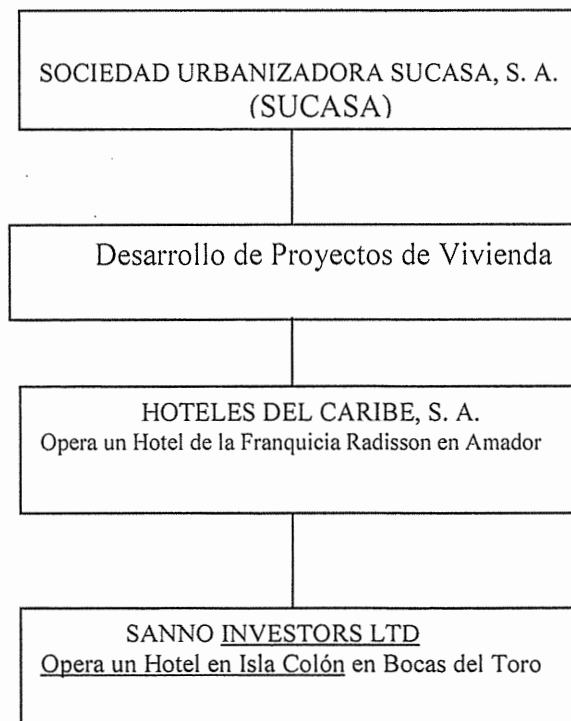 SOCIEDAD URBANIZADORA SUCASA, S. A.
(SUCASA)
Desarrollo de Proyectos de Vivienda
HOTELES DEL CARIBE, S. A.
Opera un Hotel de la Franquicia Radisson en Amador
SANNO INVESTORS LTD
Opera un Hotel en Isla Colón en Bocas del Toro